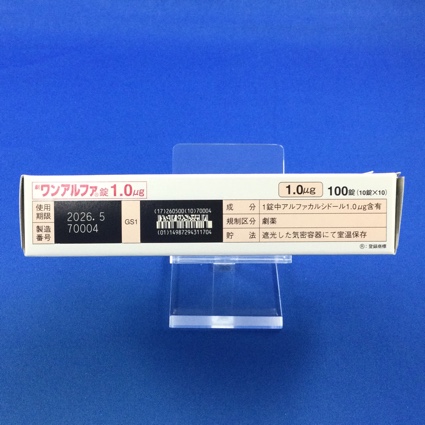 ワンアルファ®錠 1.0μg
使用
期限
2026. 5
製造
番号
70004
GS1
(17)260500(10)70004
(01)14987294311704
1.0μg 100錠(10錠×10)
成 分 1錠中アルファカルシドール1.0μg含有
規制区分 劇薬
貯 法 遮光した気密容器にて室温保存
®:登録商標